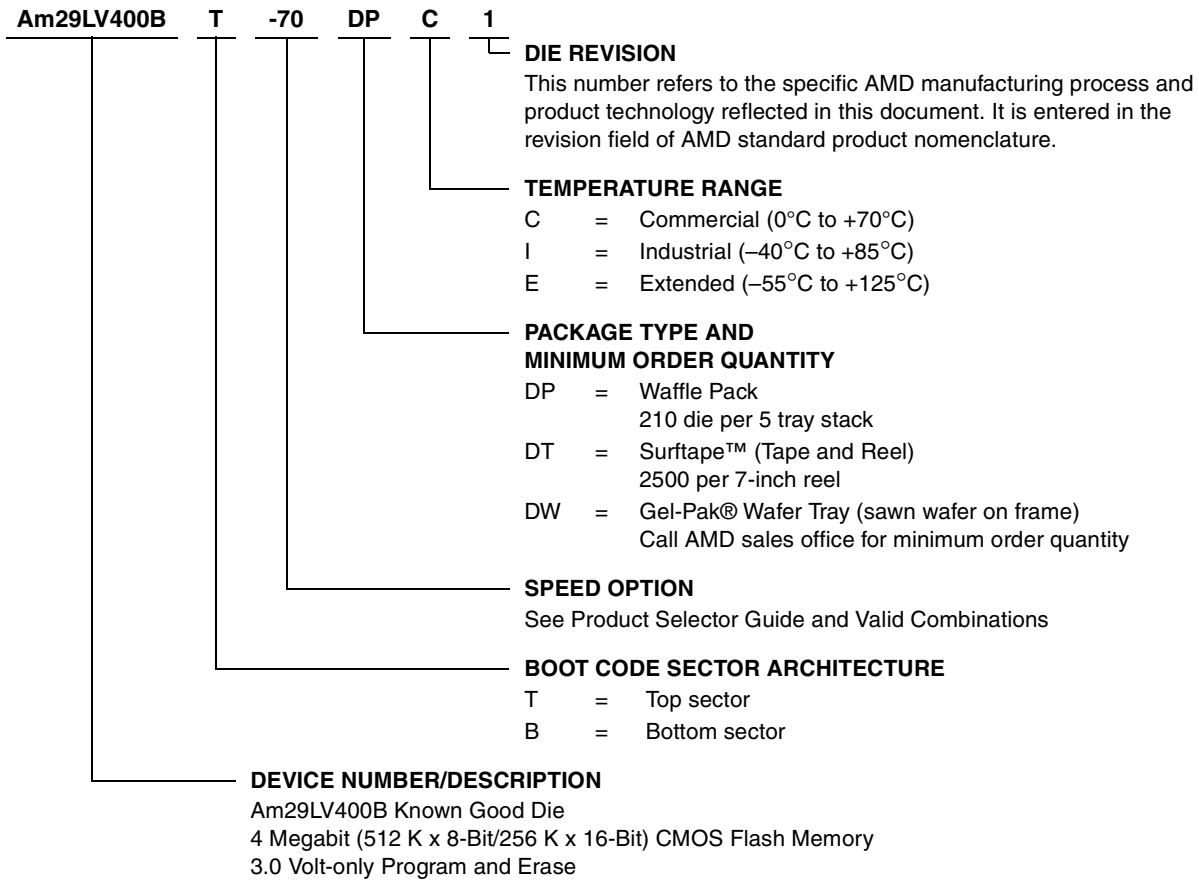 Am29LV400B T -70 DP C 1
DIE REVISION
This number refers to the specific AMD manufacturing process and
product technology reflected in this document. It is entered in the
revision field of AMD standard product nomenclature.
TEMPERATURE RANGE
C = Commercial (0°C to +70°C)
I = Industrial (–40°C to +85°C)
E = Extended (–55°C to +125°C)
PACKAGE TYPE AND
MINIMUM ORDER QUANTITY
DP = Waffle Pack
210 die per 5 tray stack
DT = Surftape™ (Tape and Reel)
2500 per 7-inch reel
DW = Gel-Pak® Wafer Tray (sawn wafer on frame)
Call AMD sales office for minimum order quantity
SPEED OPTION
See Product Selector Guide and Valid Combinations
BOOT CODE SECTOR ARCHITECTURE
T = Top sector
B = Bottom sector
DEVICE NUMBER/DESCRIPTION
Am29LV400B Known Good Die
4 Megabit (512 K x 8-Bit/256 K x 16-Bit) CMOS Flash Memory
3.0 Volt-only Program and Erase